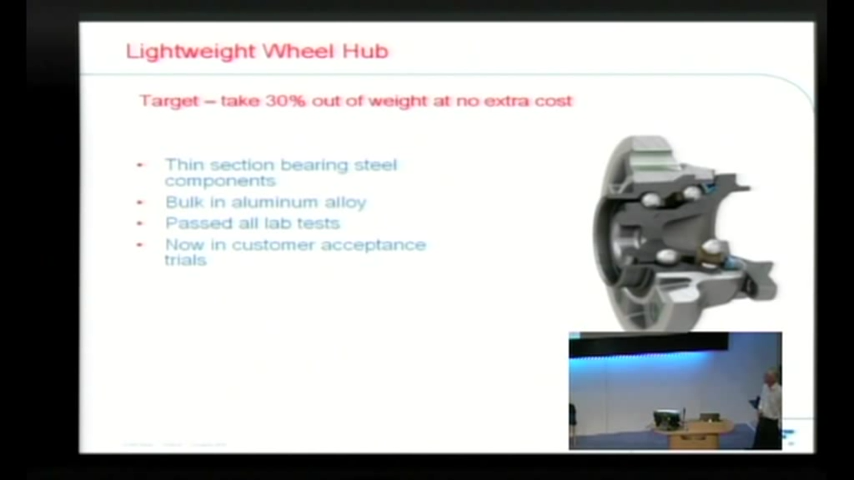 Lightweight Wheel Hub
Target – take 30% out of weight at no extra cost
Thin section bearing steel
components
Bulk in aluminum alloy
Passed all lab tests
Now in customer acceptance
trials